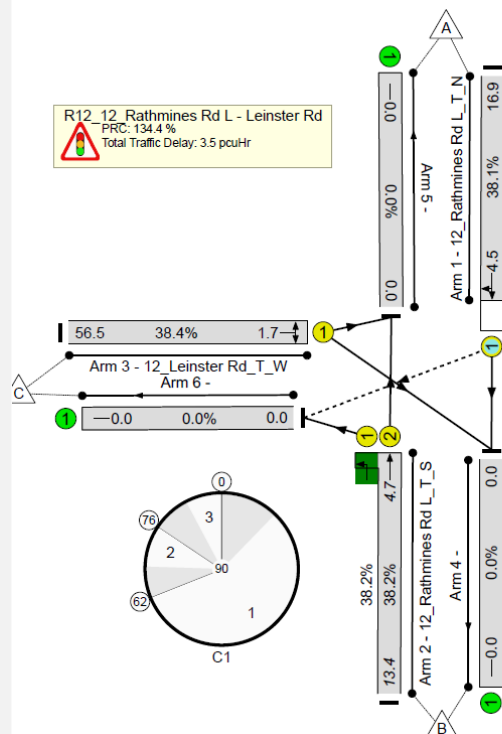 A
1
R12_12_Rathmines Rd L - Leinster Rd
PRC: 134.4 %
Total Traffic Delay: 3.5 pcuHr
0.0
0.0%
0.0
Arm 5 -
Arm 1 - 12_Rathmines Rd L_T_N
16.9
38.1%
4.5
56.5 38.4% 1.7
1
1
Arm 3 - 12_Leinster Rd_T_W
Arm 6 -
C
1
0.0 0.0% 0.0
1
2
0
76
62
90
3
2
1
C1
38.2%
4.7
38.2%
13.4
Arm 2 - 12_Rathmines Rd L_T_S
Arm 4 -
0.0
0.0%
0.0
1
B